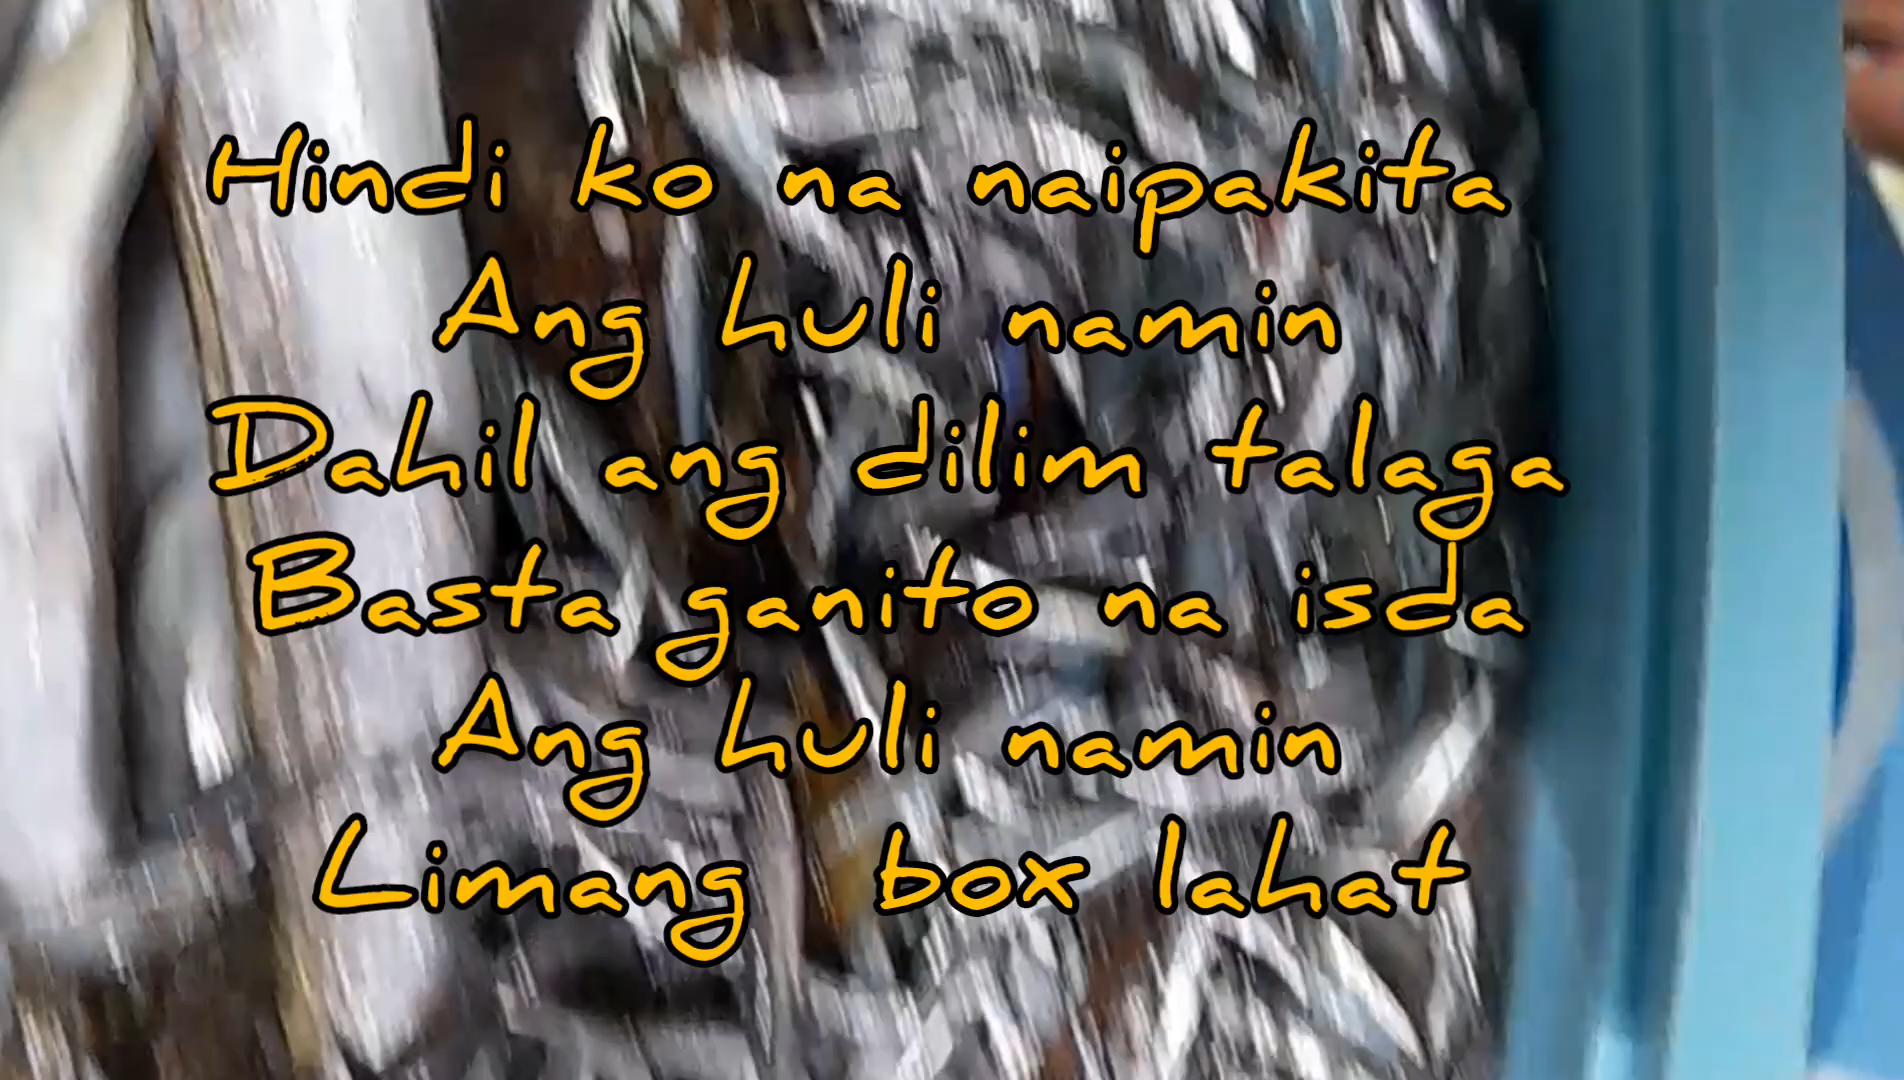 Hindi ko na naipakita
Ang huli namin
Dahil ang dilim talaga
Basta ganito na isda
Ang huli namin
Limang box lahat